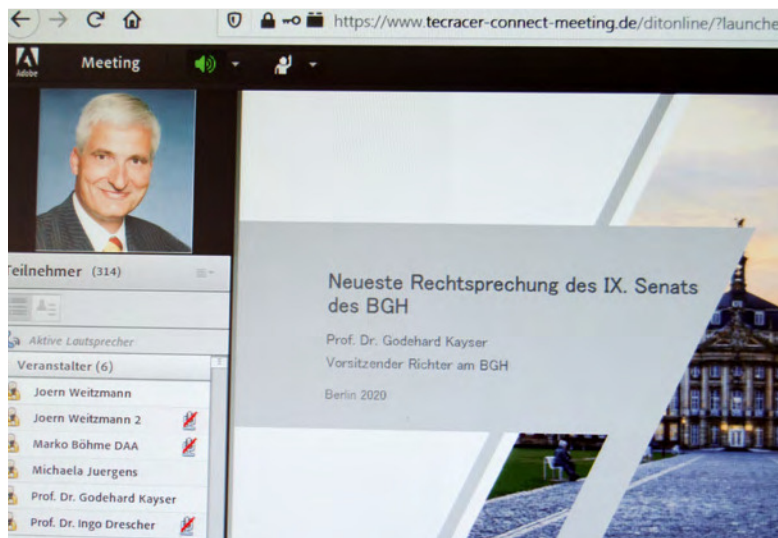 https://www.tecracer-connect-meeting.de/ditonline/?launche
Adobe
Meeting
Teilnehmer (314)
Aktive Lautsprecher
Veranstalter (6)
Joern Weitzmann
Joern Weitzmann 2
Marko Böhme DAA
Michaela Juergens
Prof. Dr. Godehard Kayser
Prof. Dr. Ingo Drescher
Neueste Rechtsprechung des IX. Senats
des BGH
Prof. Dr. Godehard Kayser
Vorsitzender Richter am BGH
Berlin 2020